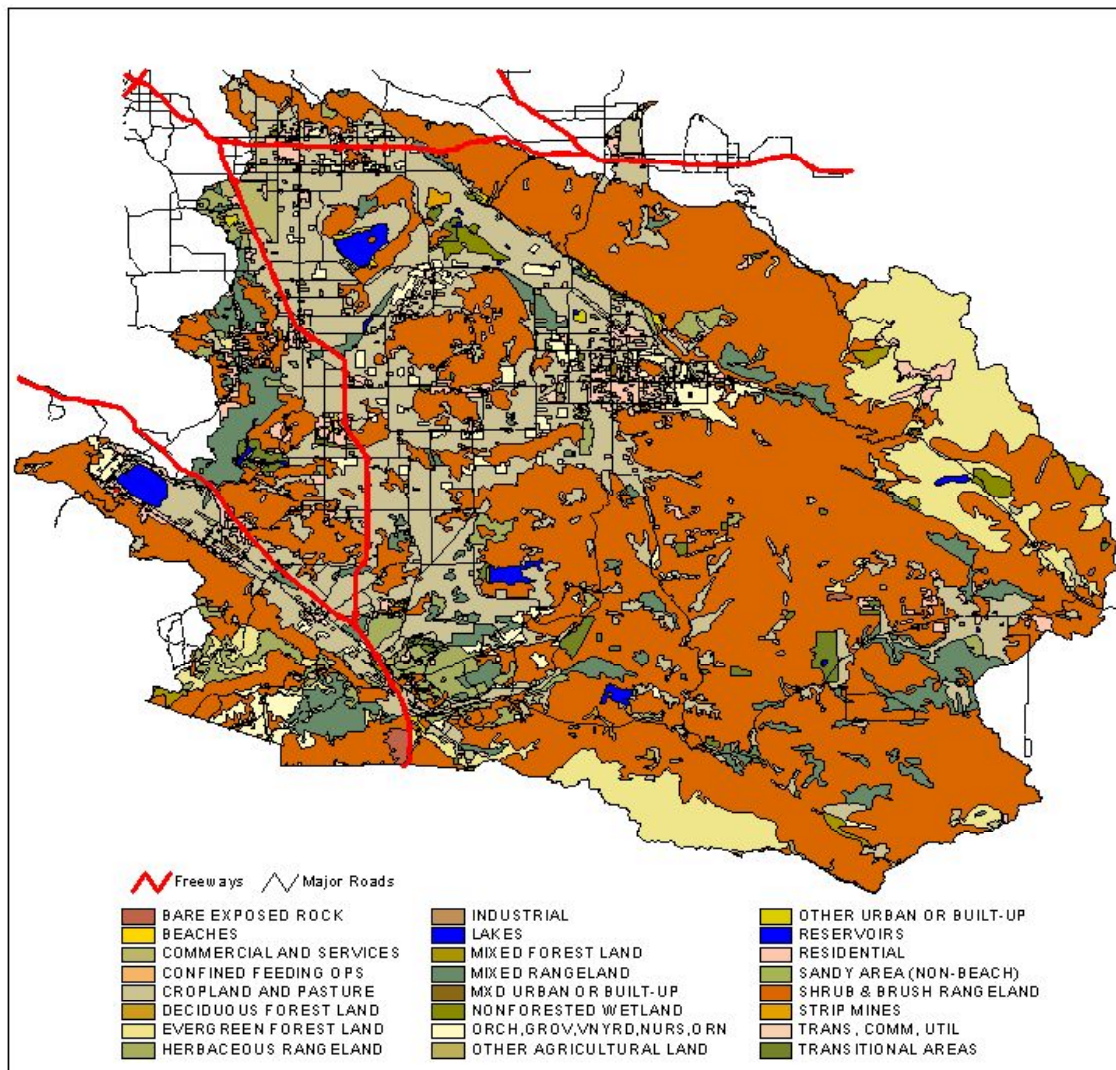 Freeways Major Roads
BARE EXPOSED ROCK
BEACHES
COMMERCIAL AND SERVICES
CONFINED FEEDING OPS
CROPLAND AND PASTURE
DECIDUOUS FOREST LAND
EVERGREEN FOREST LAND
HERBACEOUS RANGELAND
INDUSTRIAL
LAKES
MIXED FOREST LAND
MIXED RANGELAND
MXD URBAN OR BUILT-UP
NONFORESTED WETLAND
ORCH,GROV,VNYRD,NURS,ORN
OTHER AGRICULTURAL LAND
OTHER URBAN OR BUILT-UP
RESERVOIRS
RESIDENTIAL
SANDY AREA (NON-BEACH)
SHRUB & BRUSH RANGELAND
STRIP MINES
TRANS, COMM, UTIL
TRANSITIONAL AREAS